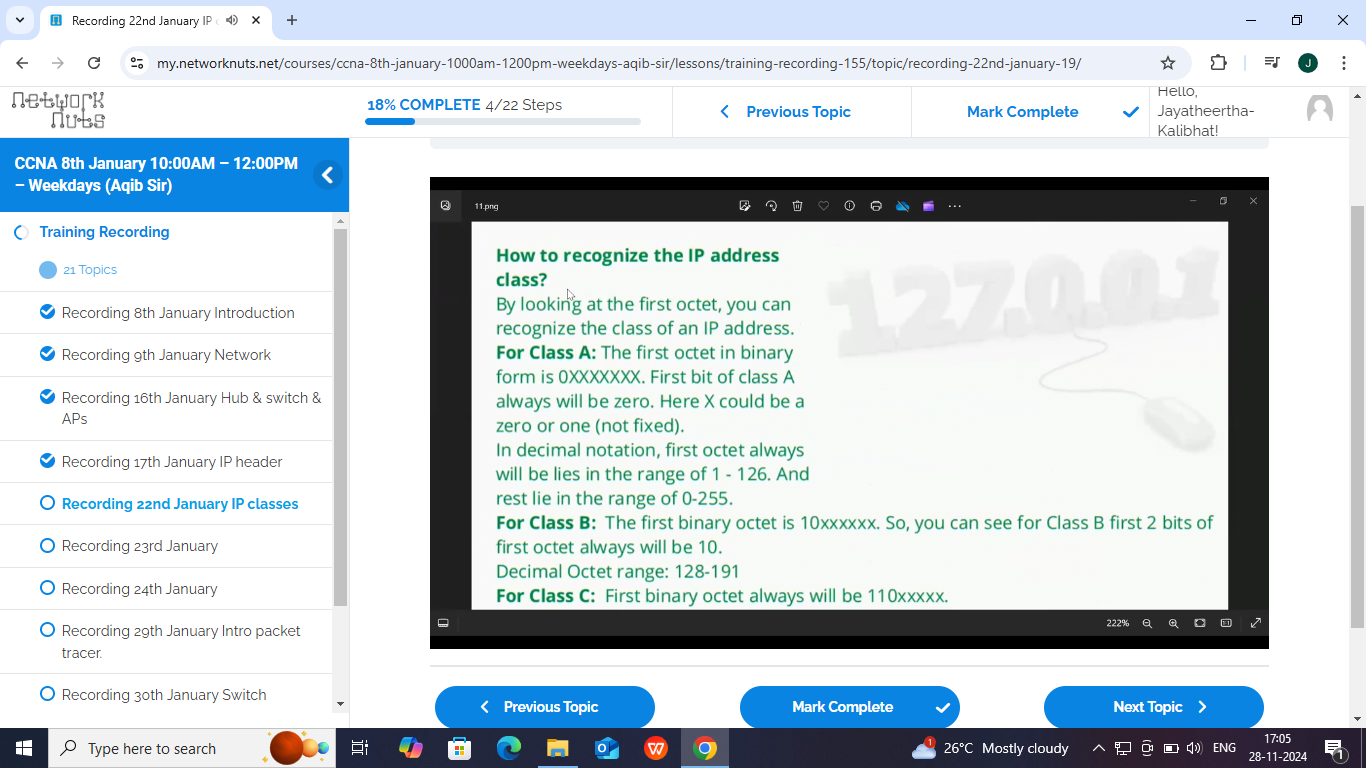 Recording 22nd January IP
my.networknuts.net/courses/ccna-8th-january-1000am-1200pm-weekdays-aqib-sir/lessons/training-recording-155/topic/recording-22nd-january-19/
J
Network
Nuts
18% COMPLETE 4/22 Steps
Previous Topic
Mark Complete
Hello,
Jayatheertha-
Kalibhat!
CCNA 8th January 10:00AM – 12:00PM
– Weekdays (Aqib Sir)
Training Recording
21 Topics
Recording 8th January Introduction
Recording 9th January Network
Recording 16th January Hub & switch &
APs
Recording 17th January IP header
Recording 22nd January IP classes
Recording 23rd January
Recording 24th January
Recording 29th January Intro packet
tracer.
Recording 30th January Switch
11.png
127.0.0.1
How to recognize the IP address
class?
By looking at the first octet, you can
recognize the class of an IP address.
For Class A: The first octet in binary
form is 0XXXXXXX. First bit of class A
always will be zero. Here X could be a
zero or one (not fixed).
In decimal notation, first octet always
will be lies in the range of 1 - 126. And
rest lie in the range of 0-255.
For Class B: The first binary octet is 10xxxxxx. So, you can see for Class B first 2 bits of
first octet always will be 10.
Decimal Octet range: 128-191
For Class C: First binary octet always will be 110xxxxx.
222%
Previous Topic
Mark Complete
Next Topic
Type here to search
1
26°C Mostly cloudy
ENG
17:05
28-11-2024
1